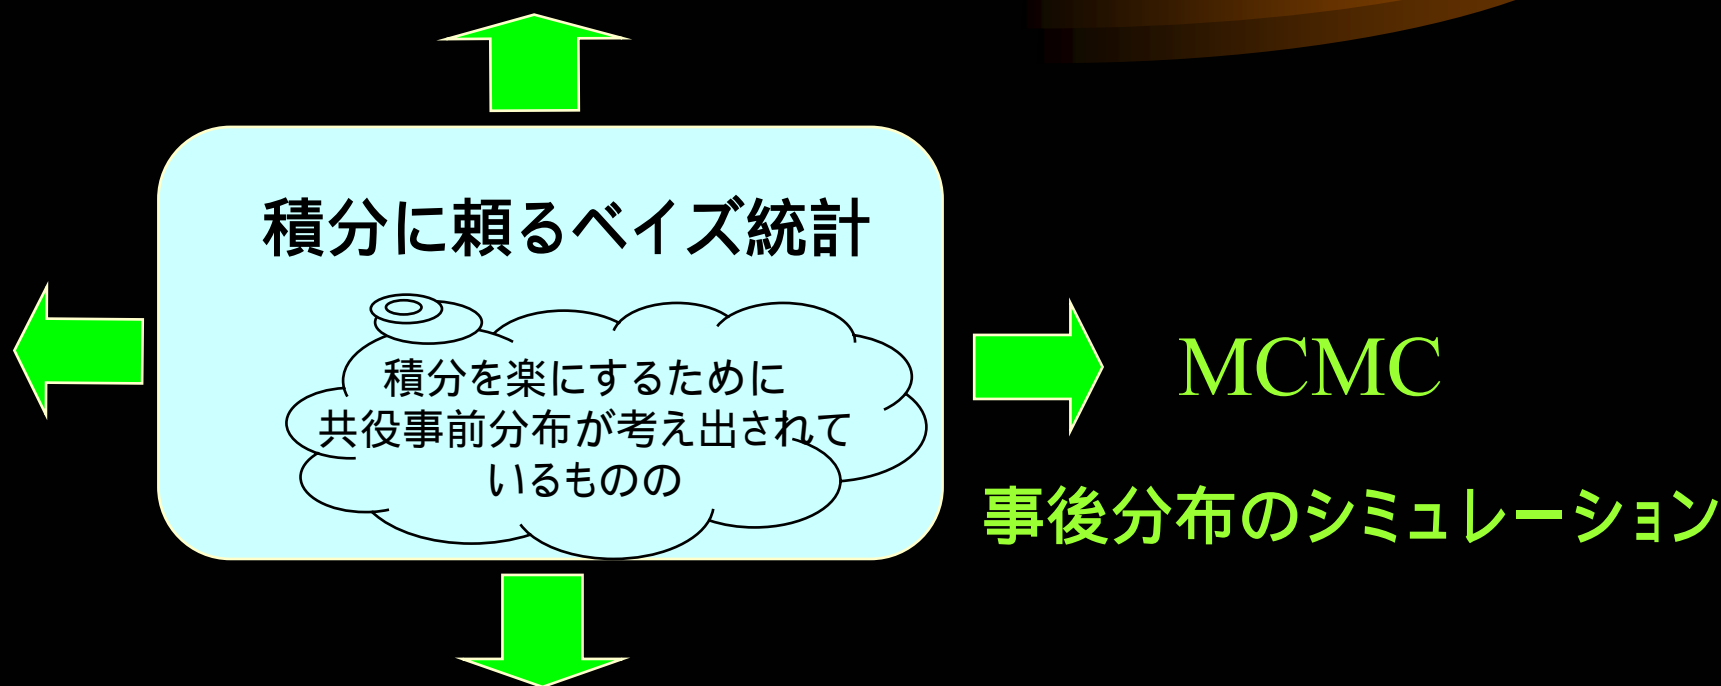 積分に頼るベイズ統計
積分を楽にするために
共役事前分布が考え出されて
いるものの
MCMC
事後分布のシミュレーション